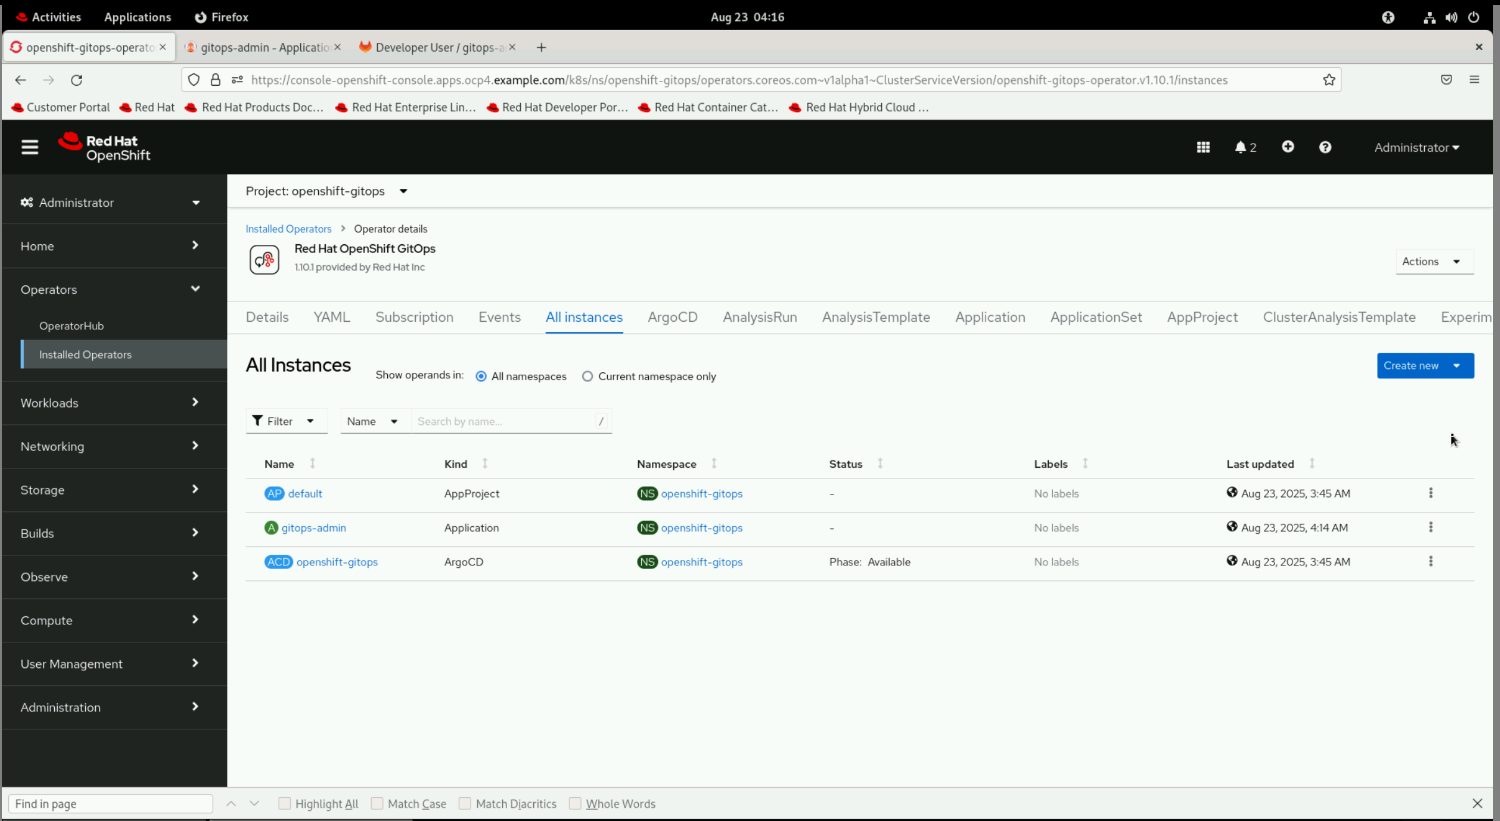 Activities
Applications
Firefox
Aug 23 04:16
openshift-gitops-operato
gitops-admin - Applicatio
Developer User / gitops-a
https://console-openshift-console.apps.ocp4.example.com/k8s/ns/openshift-gitops/operators.coreos.com~v1alpha1~ClusterServiceVersion/openshift-gitops-operator.v1.10.1/instances
Customer Portal
Red Hat
Red Hat Products Doc...
Red Hat Enterprise Lin...
Red Hat Developer Por...
Red Hat Container Cat...
Red Hat Hybrid Cloud ...
Red Hat
OpenShift
2
Administrator
Administrator
Home
Operators
OperatorHub
Installed Operators
Workloads
Networking
Storage
Builds
Observe
Compute
User Management
Administration
Project: openshift-gitops
Installed Operators > Operator details
Red Hat OpenShift GitOps
1.10.1 provided by Red Hat Inc
Actions
Details
YAML
Subscription
Events
All instances
ArgoCD
AnalysisRun
AnalysisTemplate
Application
ApplicationSet
AppProject
ClusterAnalysisTemplate
Experim
All Instances
Show operands in:
All namespaces
Current namespace only
Create new
Filter
Name
Search by name...
/
Name Kind Namespace Status Labels Last updated
AP default AppProject NS openshift-gitops - No labels Aug 23, 2025, 3:45 AM
A gitops-admin Application NS openshift-gitops - No labels Aug 23, 2025, 4:14 AM
ACD openshift-gitops ArgoCD NS openshift-gitops Phase: Available No labels Aug 23, 2025, 3:45 AM
Find in page
Highlight All
Match Case
Match Diacritics
Whole Words